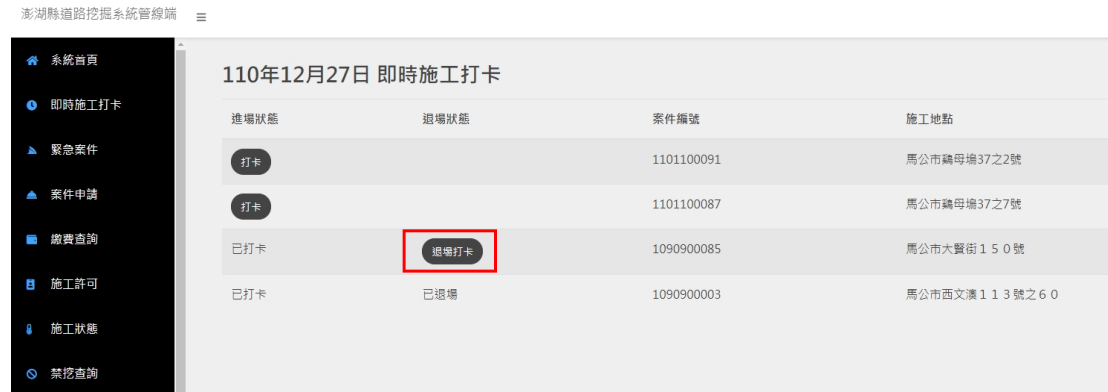 澎湖縣道路挖掘系統管線端
系統首頁
即時施工打卡
緊急案件
案件申請
繳費查詢
施工許可
施工狀態
禁挖查詢
110年12月27日 即時施工打卡
進場狀態 退場狀態 案件編號 施工地點
打卡 1101100091 馬公市鷄母塢37之2號
打卡 1101100087 馬公市鷄母塢37之7號
已打卡 退場打卡 1090900085 馬公市大賢街１５０號
已打卡 已退場 1090900003 馬公市西文澳１１３號之６０